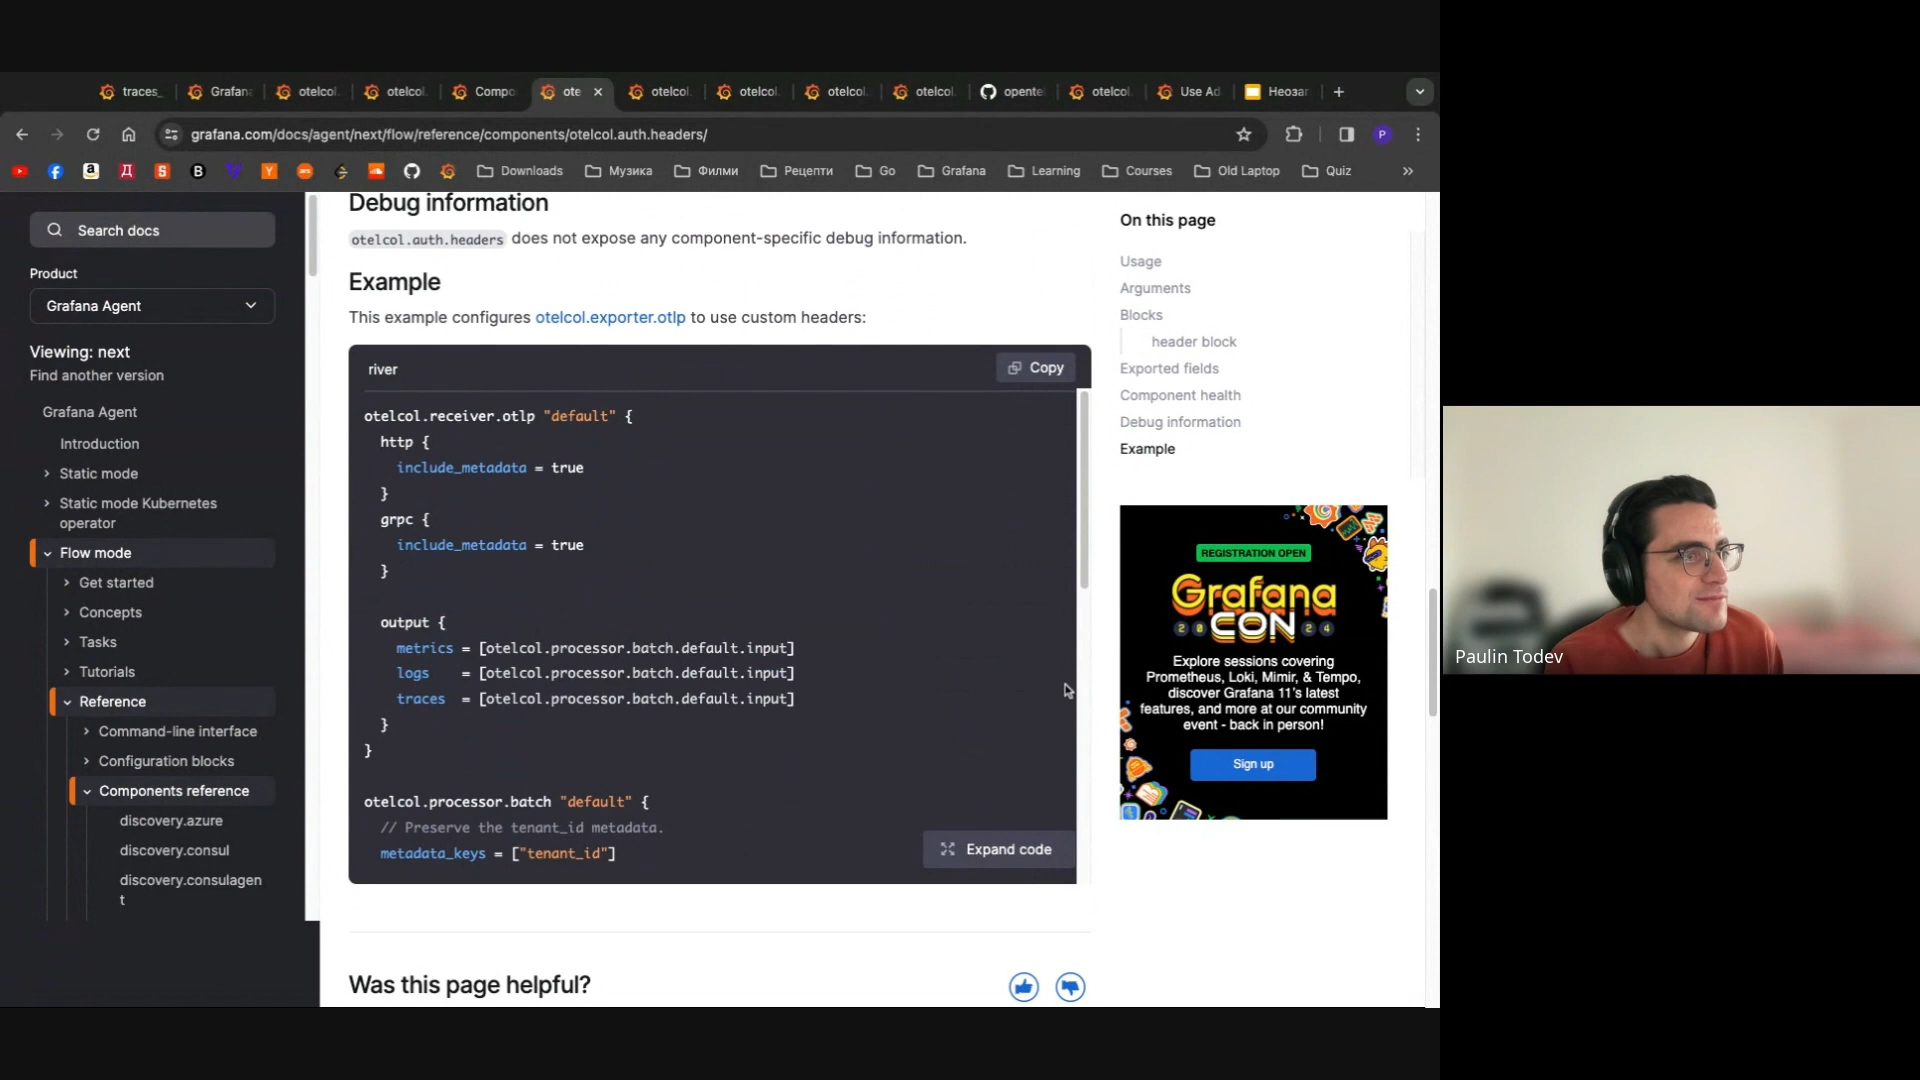 traces_
Grafana
otelcol.
otelcol.
Compo
ote
otelcol.
otelcol.
otelcol.
otelcol.
opente
otelcol
Use Ad
Неозаг
grafana.com/docs/agent/next/flow/reference/components/otelcol.auth.headers/
Downloads
Музика
Филми
Рецепти
Go
Grafana
Learning
Courses
Old Laptop
Quiz
Search docs
Product
Grafana Agent
Viewing: next
Find another version
Grafana Agent
Introduction
Static mode
Static mode Kubernetes
operator
Flow mode
Get started
Concepts
Tasks
Tutorials
Reference
Command-line interface
Configuration blocks
Components reference
discovery.azure
discovery.consul
discovery.consulagen
t
Debug information
otelcol.auth.headers does not expose any component-specific debug information.
Example
This example configures otelcol.exporter.otlp to use custom headers:
river
Copy
otelcol.receiver.otlp "default" {
http {
include_metadata = true
}
grpc {
include_metadata = true
}
output {
metrics = [otelcol.processor.batch.default.input]
logs = [otelcol.processor.batch.default.input]
traces = [otelcol.processor.batch.default.input]
}
}
otelcol.processor.batch "default" {
// Preserve the tenant_id metadata.
metadata_keys = ["tenant_id"]
Expand code
Was this page helpful?
On this page
Usage
Arguments
Blocks
header block
Exported fields
Component health
Debug information
Example
REGISTRATION OPEN
Grafana
CON
2024
Explore sessions covering
Prometheus, Loki, Mimir, & Tempo,
discover Grafana 11's latest
features, and more at our community
event - back in person!
Sign up
Paulin Todev